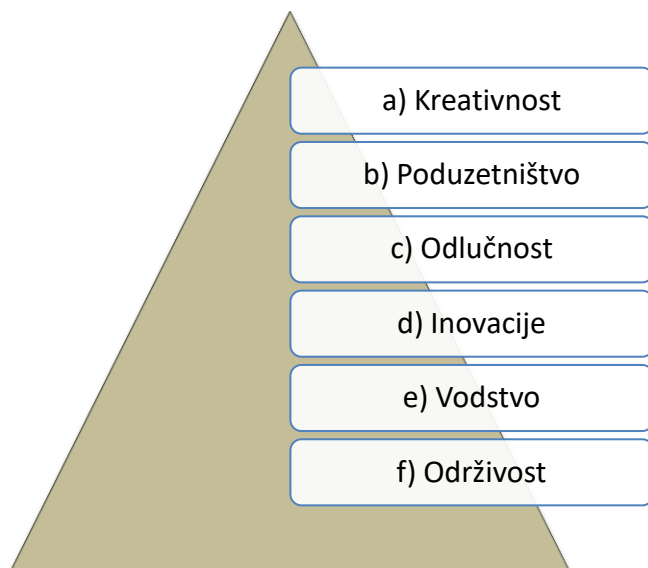 a) Kreativnost
b) Poduzetništvo
c) Odlučnost
d) Inovacije
e) Vodstvo
f) Održivost